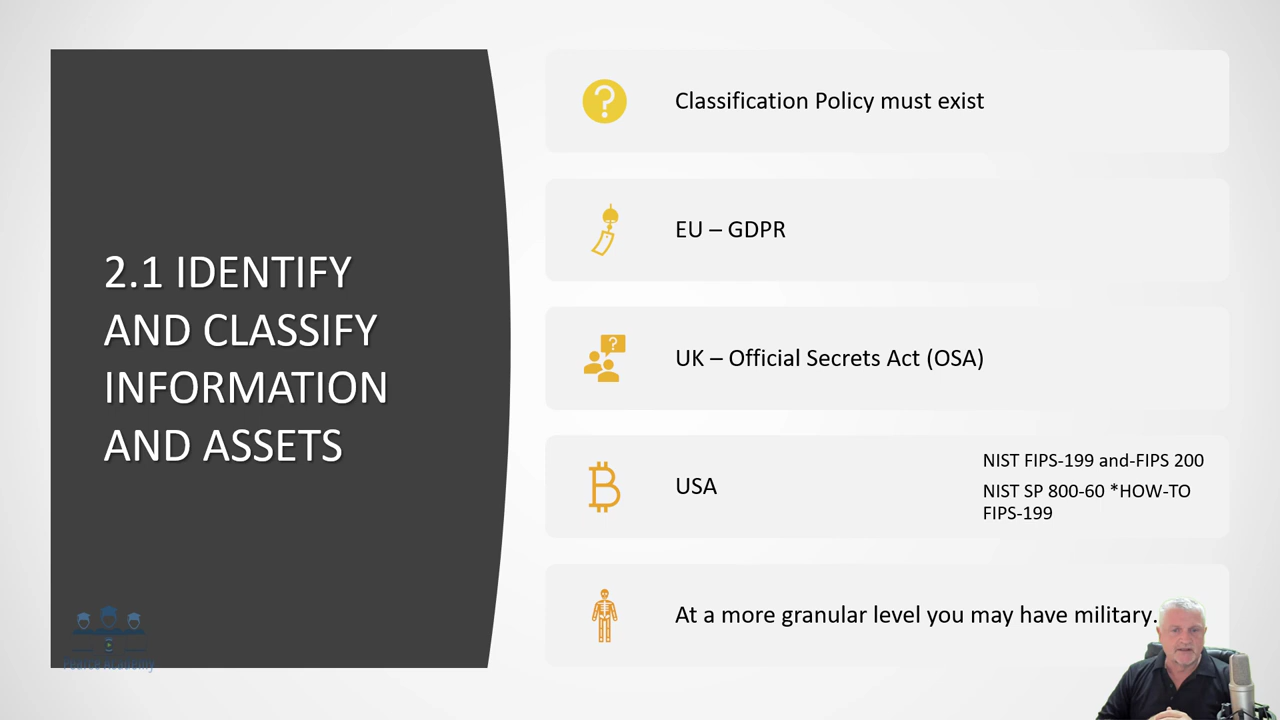 2.1 IDENTIFY
AND CLASSIFY
INFORMATION
AND ASSETS
Classification Policy must exist
EU – GDPR
UK – Official Secrets Act (OSA)
USA
NIST FIPS-199 and-FIPS 200
NIST SP 800-60 *HOW-TO
FIPS-199
At a more granular level you may have military.
Academy